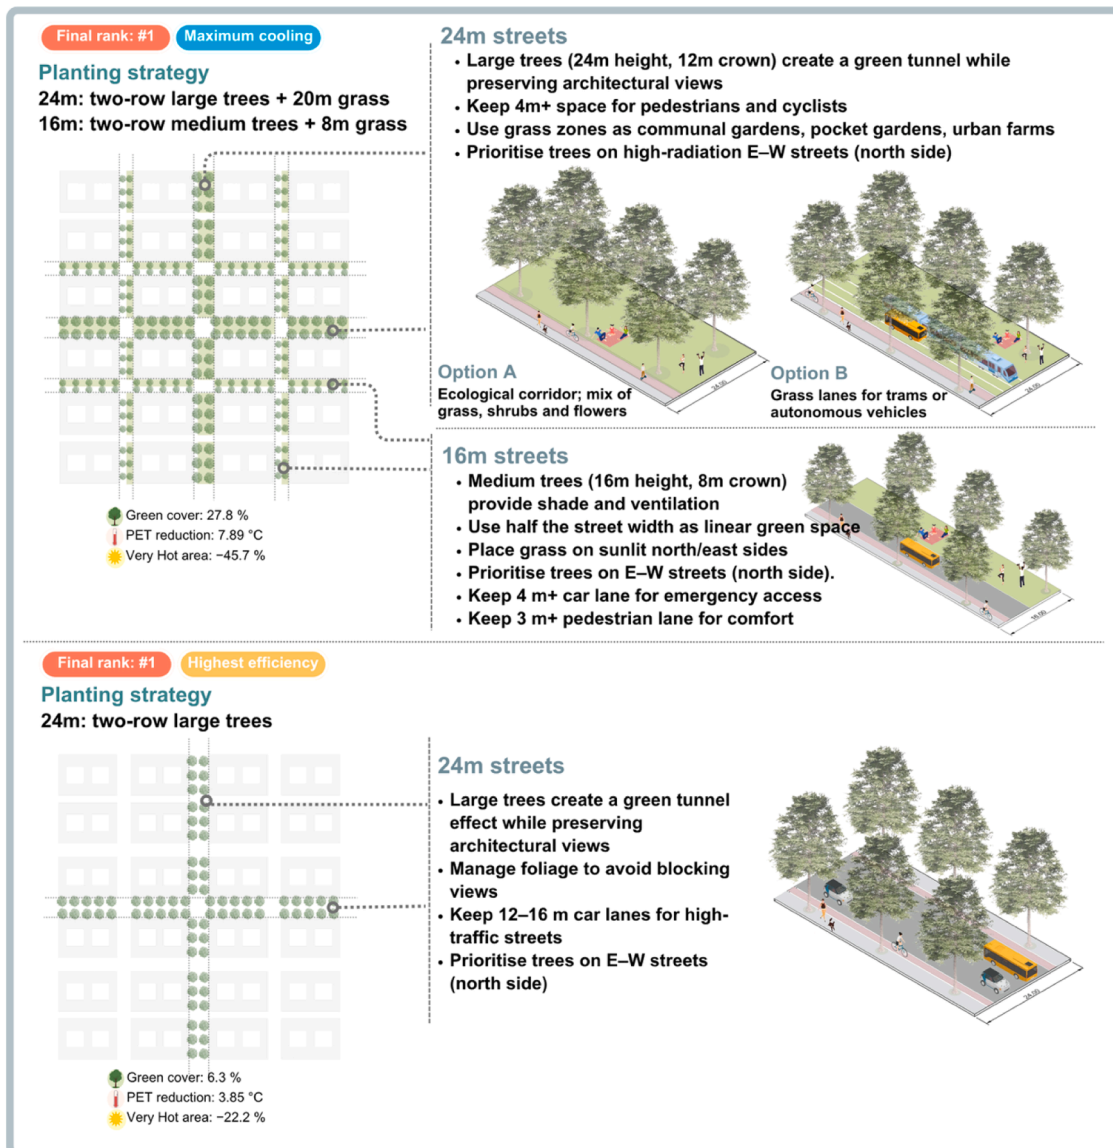 Final rank: #1
Maximum cooling
Planting strategy
24m: two-row large trees + 20m grass
16m: two-row medium trees + 8m grass
Green cover: 27.8 %
PET reduction: 7.89 °C
Very Hot area: −45.7 %
24m streets
• Large trees (24m height, 12m crown) create a green tunnel while
preserving architectural views
• Keep 4m+ space for pedestrians and cyclists
• Use grass zones as communal gardens, pocket gardens, urban farms
• Prioritise trees on high-radiation E–W streets (north side)
Option A
Ecological corridor; mix of
grass, shrubs and flowers
24.00
Option B
Grass lanes for trams or
autonomous vehicles
24.00
16m streets
• Medium trees (16m height, 8m crown)
provide shade and ventilation
• Use half the street width as linear green space
• Place grass on sunlit north/east sides
• Prioritise trees on E–W streets (north side).
• Keep 4 m+ car lane for emergency access
• Keep 3 m+ pedestrian lane for comfort
16.00
Final rank: #1
Highest efficiency
Planting strategy
24m: two-row large trees
Green cover: 6.3 %
PET reduction: 3.85 °C
Very Hot area: −22.2 %
24m streets
• Large trees create a green tunnel
effect while preserving
architectural views
• Manage foliage to avoid blocking
views
• Keep 12–16 m car lanes for high-
traffic streets
• Prioritise trees on E–W streets
(north side)
24.00